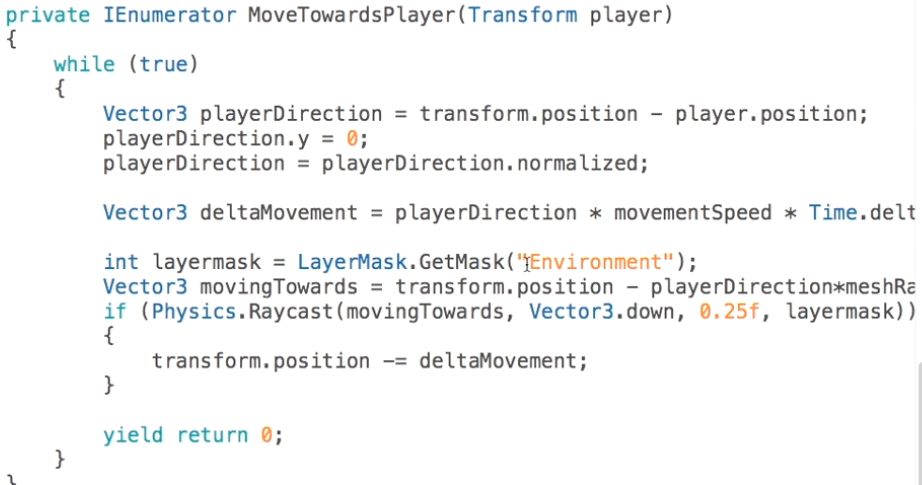 private IEnumerator MoveTowardsPlayer(Transform player)
{
while (true)
{
Vector3 playerDirection = transform.position - player.position;
playerDirection.y = 0;
playerDirection = playerDirection.normalized;
Vector3 deltaMovement = playerDirection * movementSpeed * Time.delt
int layermask = LayerMask.GetMask("Environment");
Vector3 movingTowards = transform.position - playerDirection*meshRa
if (Physics.Raycast(movingTowards, Vector3.down, 0.25f, layermask))
{
transform.position -= deltaMovement;
}
yield return 0;
}
}